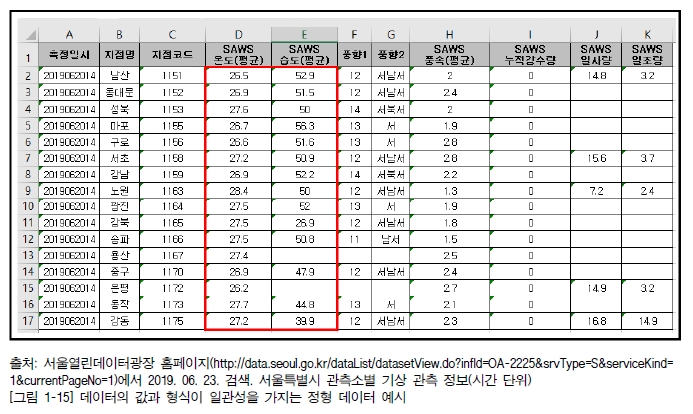 A B C D E F G H I J K
1 측정일시 지점명 지점코드 SAWS 온도(평균) SAWS 습도(평균) 풍향1 풍향2 SAWS 풍속(평균) SAWS 누적강수량 SAWS 일사량 SAWS 일조량
2 2019062014 남산 1151 26.5 52.9 12 서남서 2 0 14.8 3.2
3 2019062014 동대문 1152 26.9 51.5 12 서남서 2.4 0
4 2019062014 성북 1153 27.6 50 14 서북서 2 0
5 2019062014 마포 1155 26.7 56.3 13 서 1.9 0
6 2019062014 구로 1156 26.6 51.6 13 서 2.8 0
7 2019062014 서초 1158 27.2 50.9 12 서남서 2.8 0 15.6 3.7
8 2019062014 강남 1159 26.9 52.2 14 서북서 2.2 0
9 2019062014 노원 1163 28.4 50 12 서남서 1.3 0 7.2 2.4
10 2019062014 광진 1164 27.5 52 13 서 1.9 0
11 2019062014 강북 1165 27.5 26.9 12 서남서 1.8 0
12 2019062014 송파 1166 27.5 50.8 11 남서 1.5 0
13 2019062014 용산 1167 27.4 2.5 0
14 2019062014 중구 1170 26.9 47.9 12 서남서 2.4 0
15 2019062014 은평 1172 26.2 2.7 0 14.9 3.2
16 2019062014 동작 1173 27.7 44.8 13 서 2.1 0
17 2019062014 강동 1175 27.2 39.9 12 서남서 2.3 0 16.8 14.9
출처: 서울열린데이터광장 홈페이지(http://data.seoul.go.kr/dataList/datasetView.do?infId=OA-2225&srvType=S&serviceKind=
1&currentPageNo=1)에서 2019. 06. 23. 검색. 서울특별시 관측소별 기상 관측 정보(시간 단위)
[그림 1-15] 데이터의 값과 형식이 일관성을 가지는 정형 데이터 예시